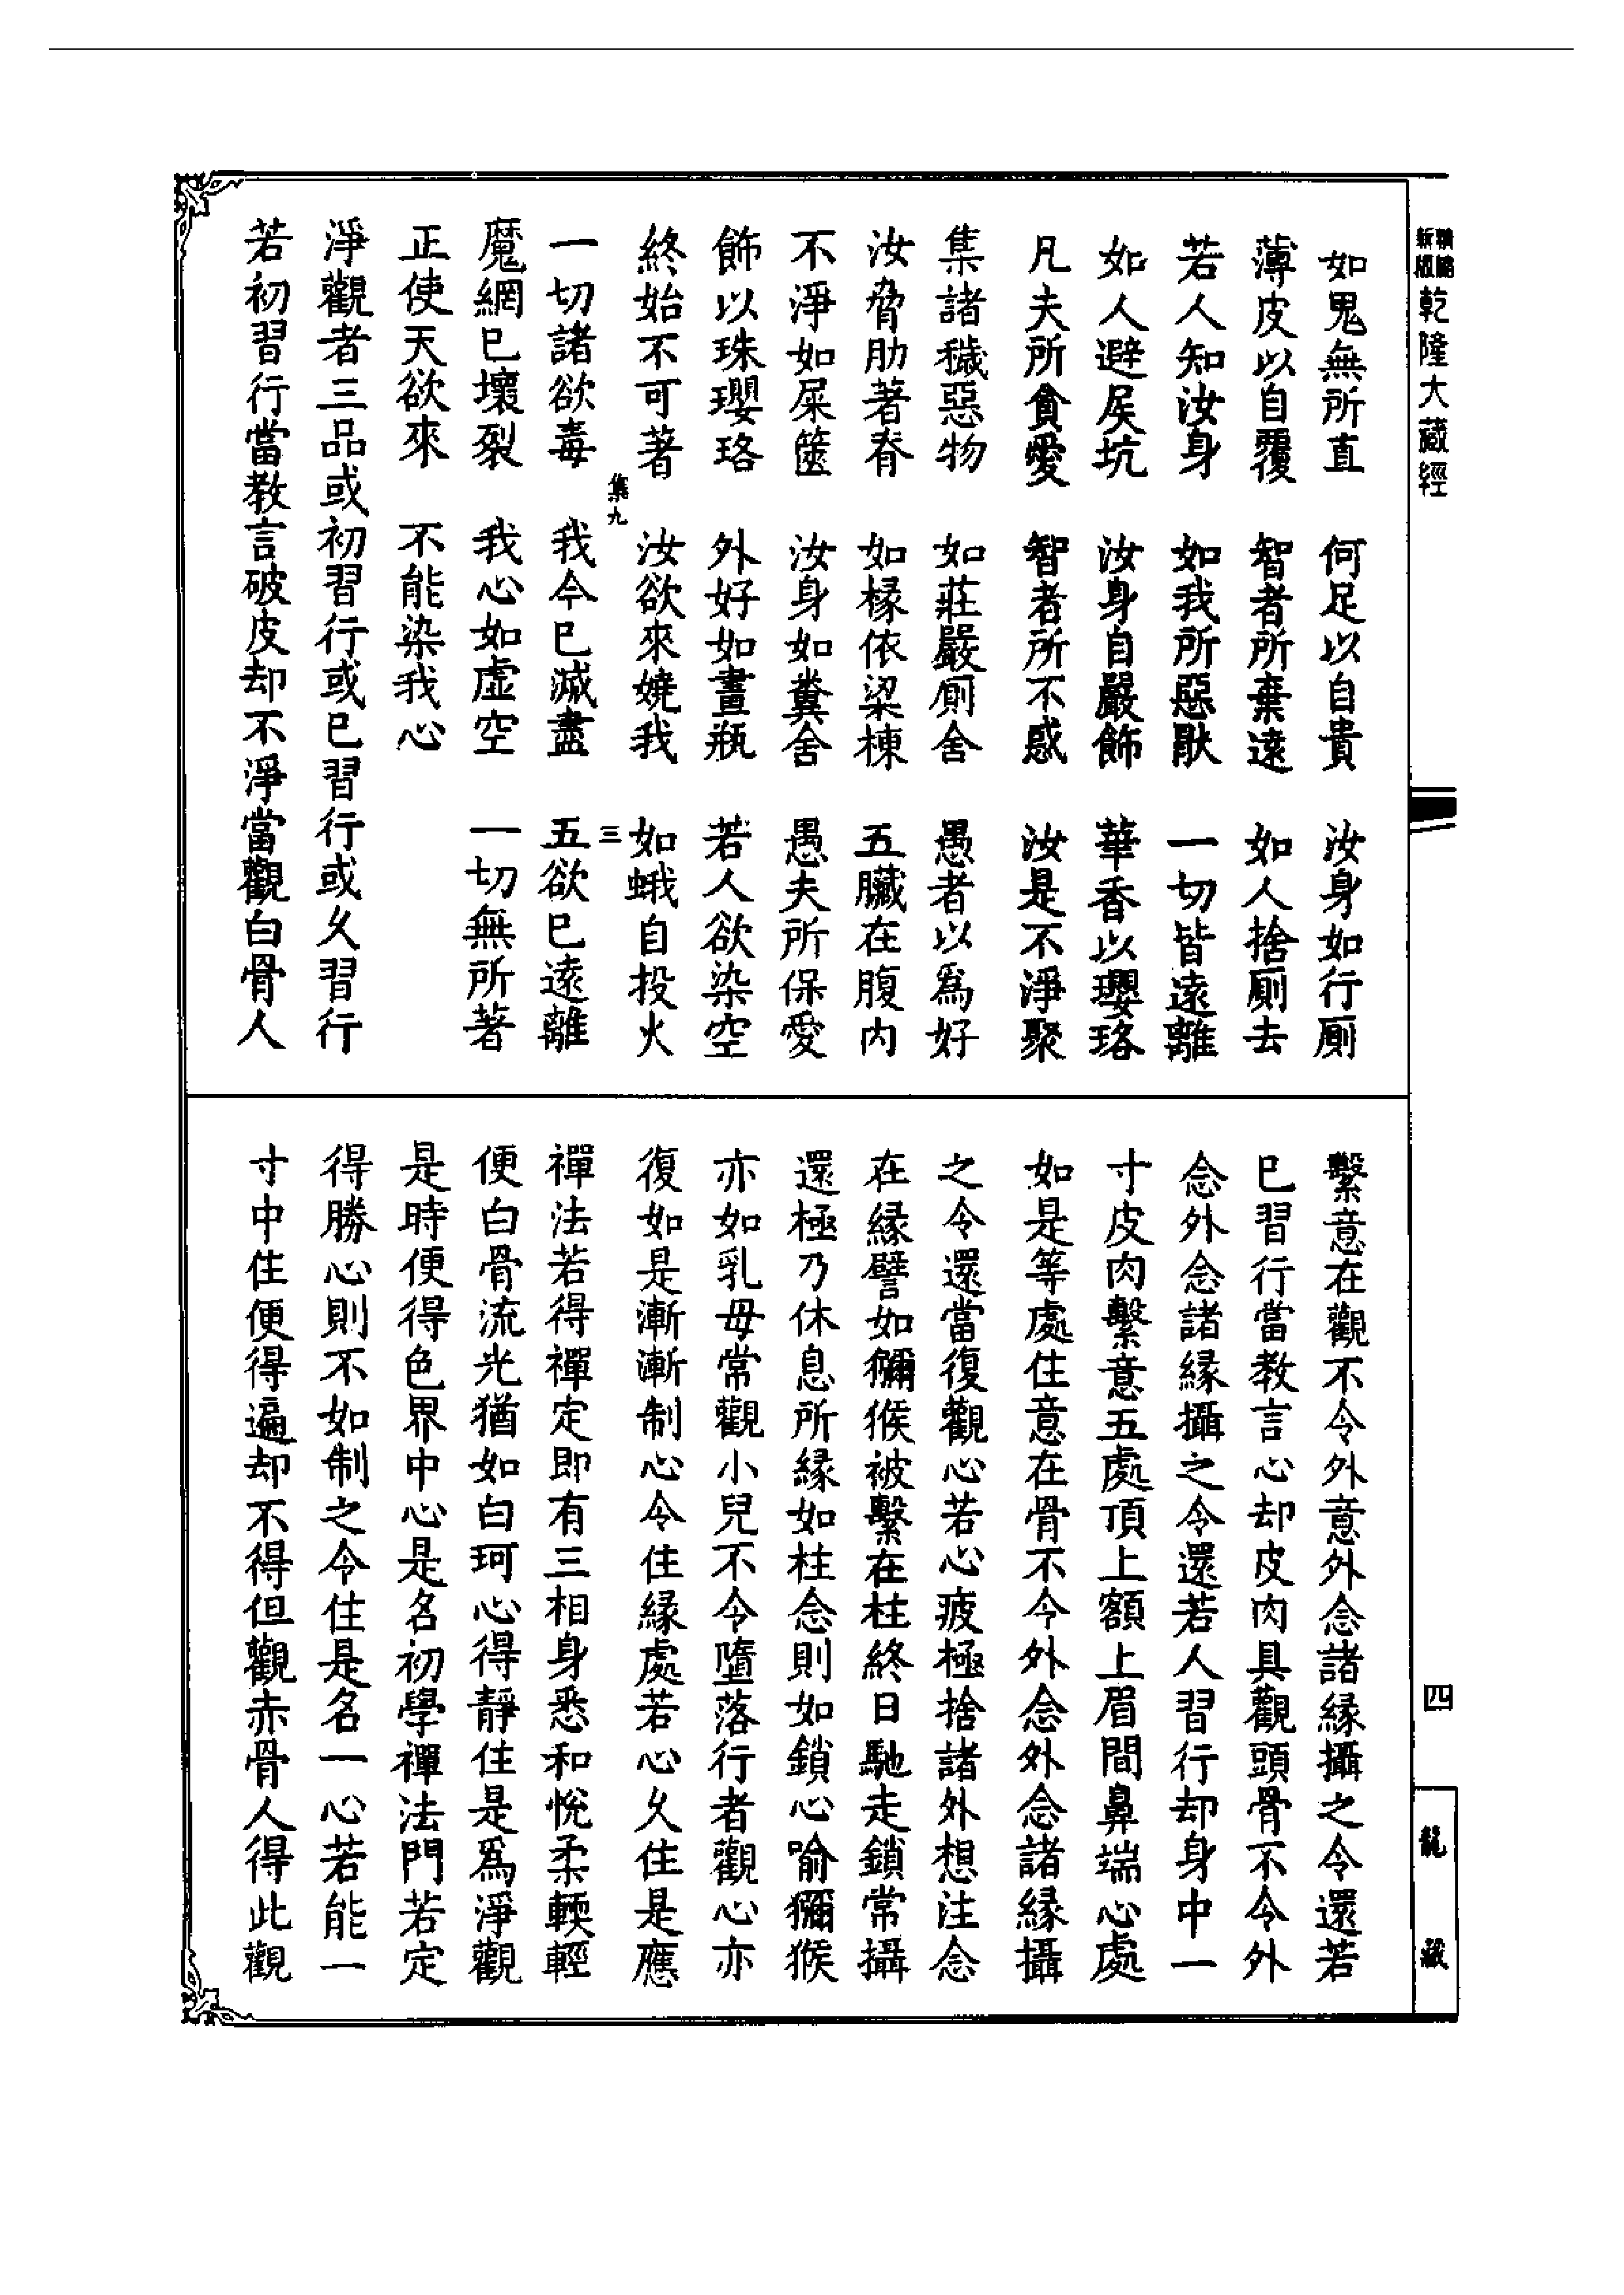 精縮
新版
乾隆大藏經
四
龍藏
如鬼無所直　何足以自貴　汝身如行廁
薄皮以自覆　智者所棄遠　如人捨廁去
若人知汝身　如我所惡猒　一切皆遠離
如人避屎坑　汝身自嚴飾　華香以瓔珞
凡夫所貪愛　智者所不惑　汝是不淨聚
集諸穢惡物　如莊嚴廁舍　愚者以爲好
汝脅肋著脊　如椽依梁棟　五臟在腹內
不淨如屎篋　汝身如糞舍　愚夫所保愛
飾以珠瓔珞　外好如畫瓶　若人欲染空
終始不可著　汝欲來嬈我　如蛾自投火
集九　三
一切諸欲毒　我今已滅盡　五欲已遠離
魔網已壞裂　我心如虛空　一切無所著
正使天欲來　不能染我心
淨觀者三品或初習行或已習行或久習行
若初習行當教言破皮却不淨當觀白骨人
繫意在觀不令外意外念諸緣攝之令還若
已習行當教言心却皮肉具觀頭骨不令外
念外念諸緣攝之令還若人習行却身中一
寸皮肉繫意五處頂上額上眉間鼻端心處
如是等處住意在骨不令外念外念諸緣攝
之令還當復觀心若心疲極捨諸外想注念
在緣譬如獼猴被繫在柱終日馳走鎖常攝
還極乃休息所緣如柱念則如鎖心喻獼猴
亦如乳母常觀小兒不令墮落行者觀心亦
復如是漸漸制心令住緣處若心久住是應
禪法若得禪定即有三相身悉和悅柔輭輕
便白骨流光猶如白珂心得靜住是爲淨觀
是時便得色界中心是名初學禪法門若定
得勝心則不如制之令住是名一心若能一
寸中住便得遍却不得但觀赤骨人得此觀